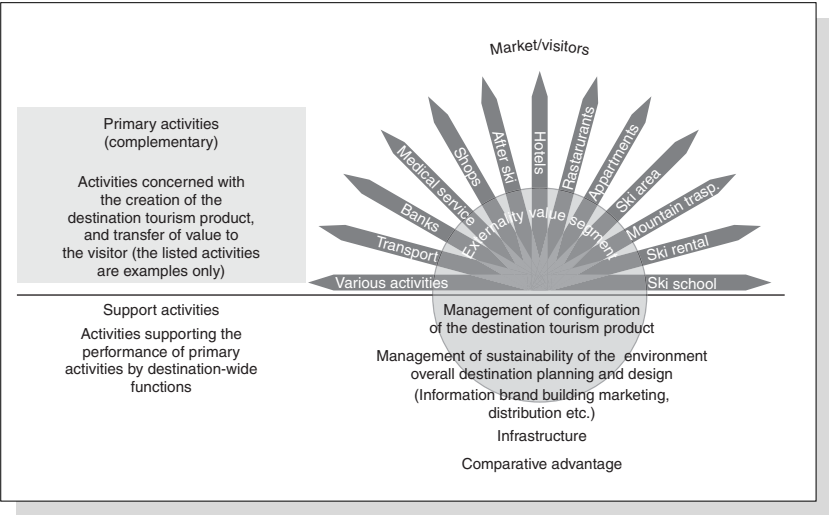 Market/visitors
Primary activities
(complementary)
Activities concerned with
the creation of the
destination tourism product,
and transfer of value to
the visitor (the listed activities
are examples only)
Various activities
Transport
Banks
Medical service
Shops
After ski
Hotels
Rastarurants
Appartments
Ski area
Mountain trasp.
Ski rental
Ski school
Externality value segment
Support activities
Activities supporting the
performance of primary
activities by destination-wide
functions
Management of configuration
of the destination tourism product
Management of sustainability of the environment
overall destination planning and design
(Information brand building marketing,
distribution etc.)
Infrastructure
Comparative advantage